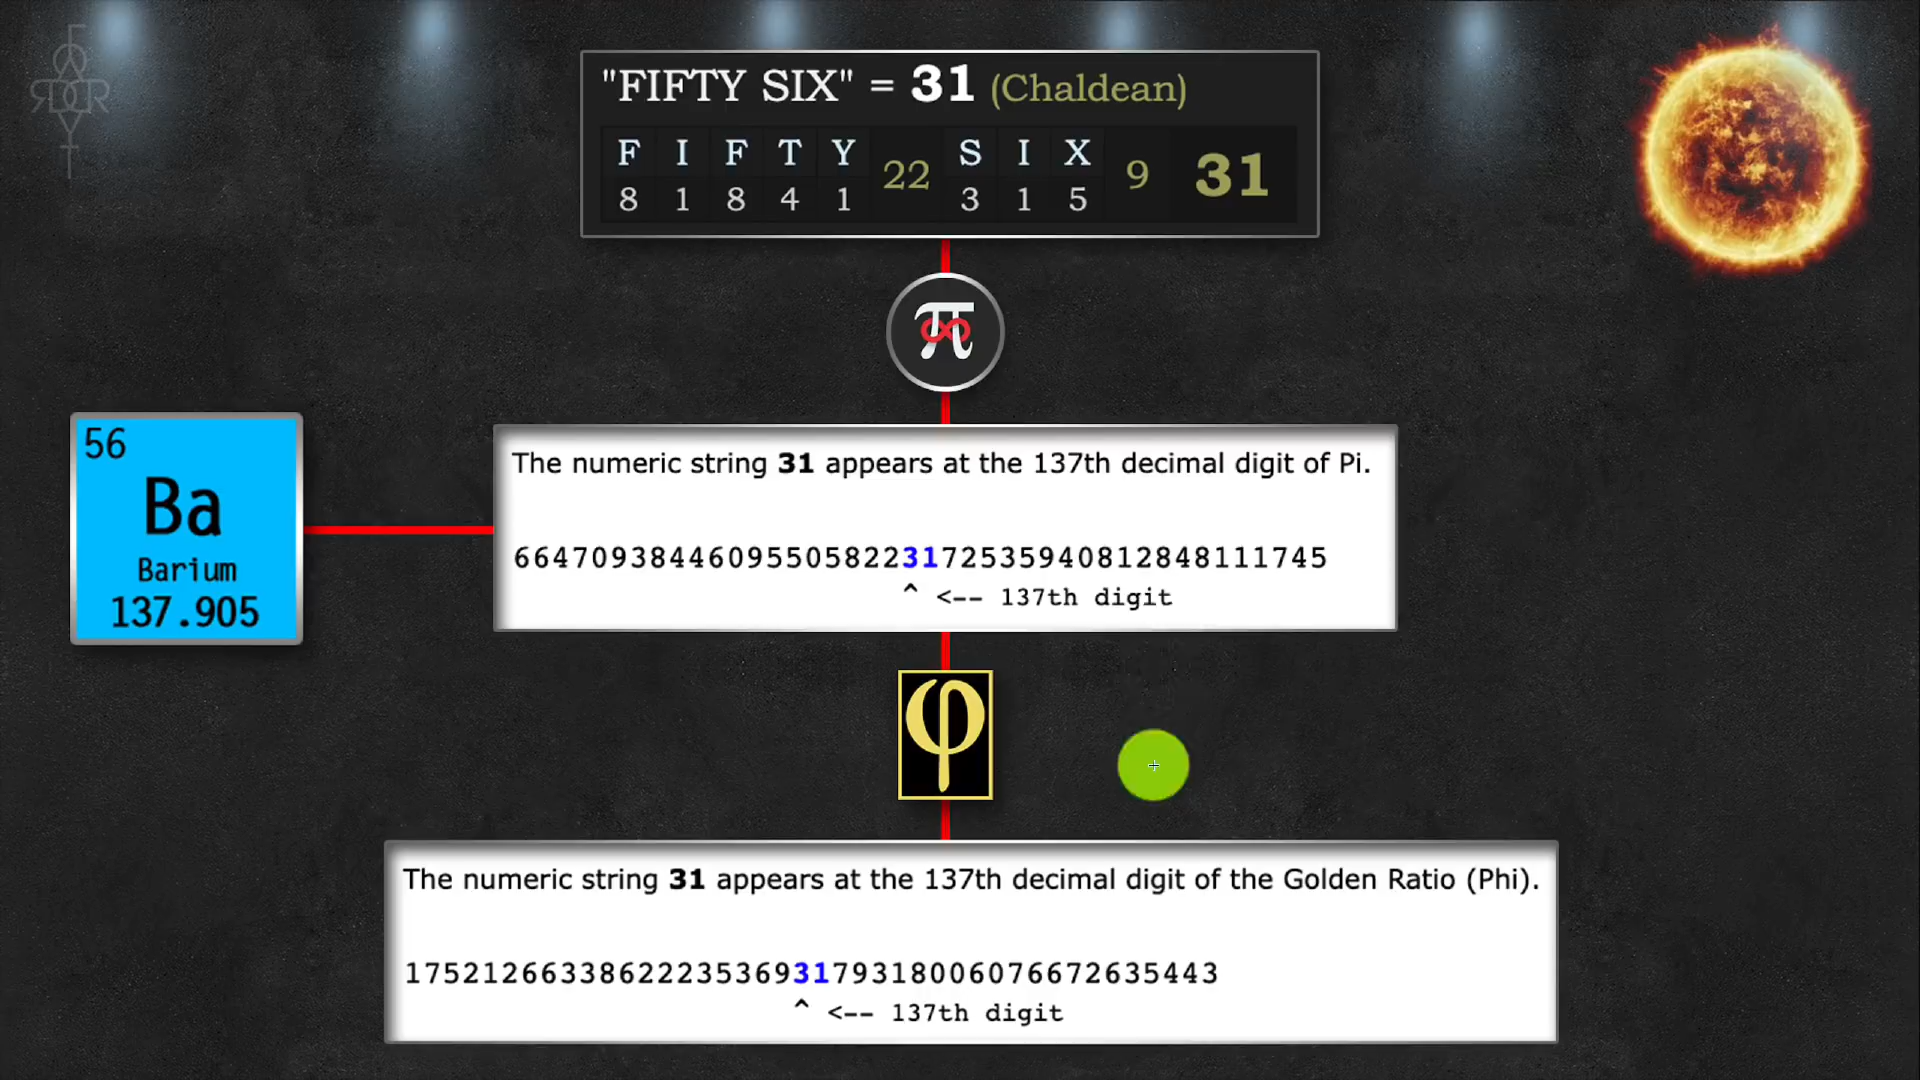 "FIFTY SIX" = 31 (Chaldean)
F I F T Y 22 S I X 9 31
8 1 8 4 1 3 1 5
π
56
Ba
Barium
137.905
The numeric string 31 appears at the 137th decimal digit of Pi.
664709384460955058223172535940812848111745
^ <-- 137th digit
φ
The numeric string 31 appears at the 137th decimal digit of the Golden Ratio (Phi).
175212663386222353693179318006076672635443
^ <-- 137th digit